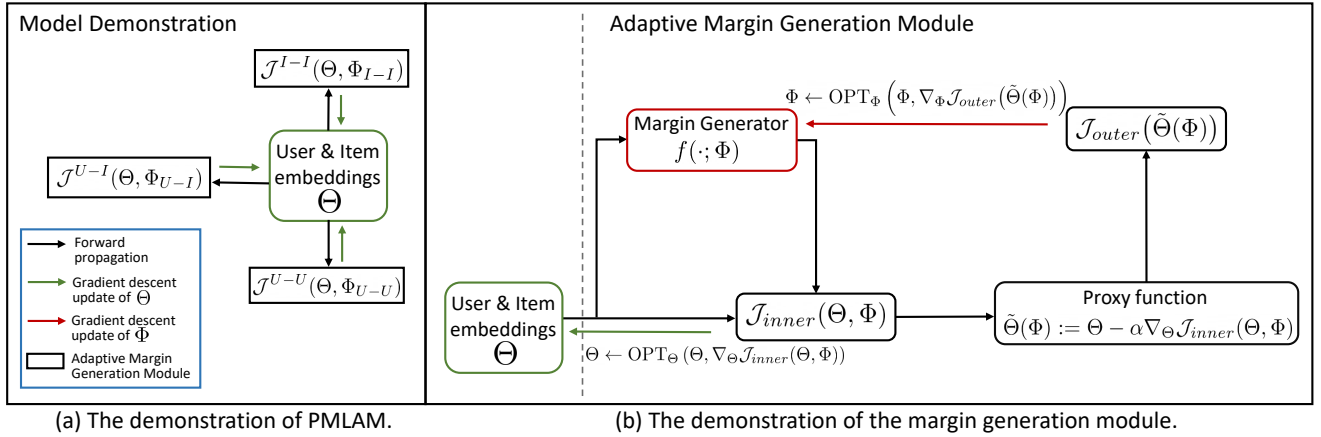 Model Demonstration
𝒥^{I−I}(Θ, Φ_{I−I})
User & Item
embeddings
Θ
𝒥^{U−I}(Θ, Φ_{U−I})
𝒥^{U−U}(Θ, Φ_{U−U})
Forward
propagation
Gradient descent
update of Θ
Gradient descent
update of Φ
Adaptive Margin
Generation Module
(a) The demonstration of PMLAM.
Adaptive Margin Generation Module
Φ ← OPT_Φ (Φ, ∇_Φ 𝒥_{outer}(Θ̃(Φ)))
Margin Generator
f(·; Φ)
𝒥_{outer}(Θ̃(Φ))
User & Item
embeddings
Θ
𝒥_{inner}(Θ, Φ)
Θ ← OPT_Θ (Θ, ∇_Θ 𝒥_{inner}(Θ, Φ))
Proxy function
Θ̃(Φ) := Θ − α∇_Θ 𝒥_{inner}(Θ, Φ)
(b) The demonstration of the margin generation module.